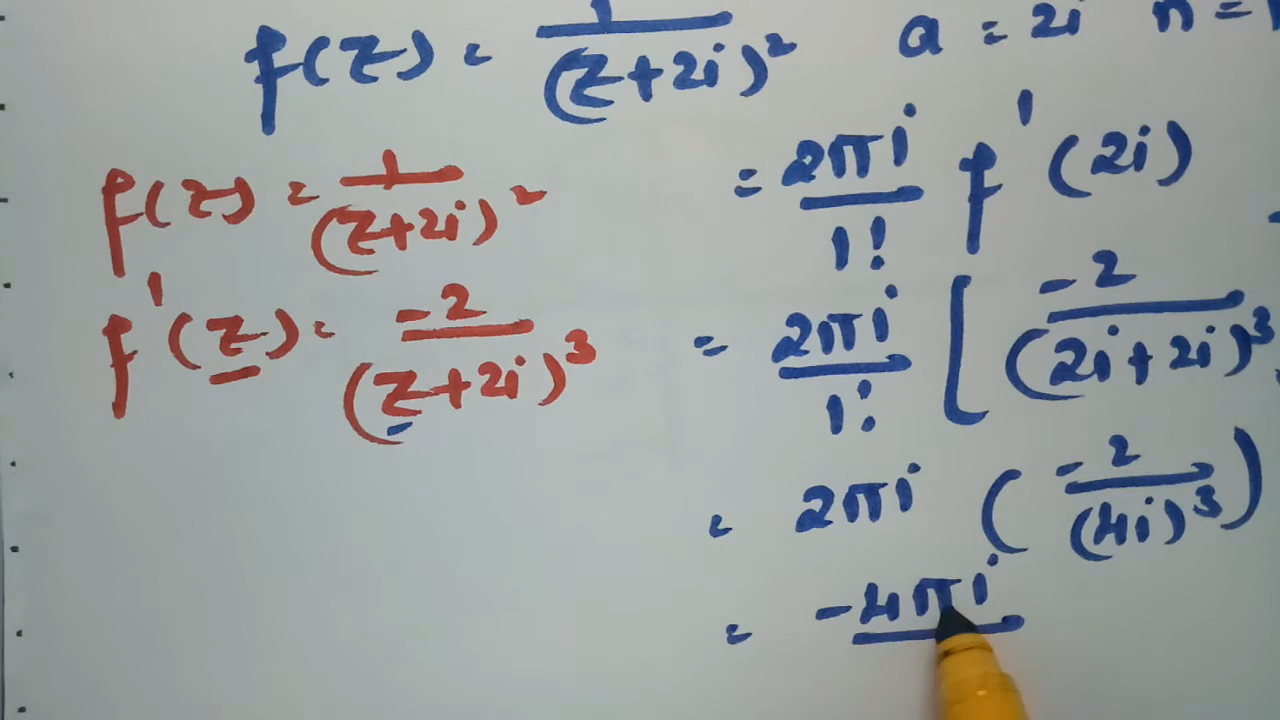 f(z) = 1/(z+2i)² a = 2i n =
f(z) = 1/(z+2i)²
f'(z) = -2/(z+2i)³
= 2πi/1! f'(2i)
= 2πi/1! [ -2/(2i+2i)³
= 2πi ( -2/(4i)³ )
= -4πi